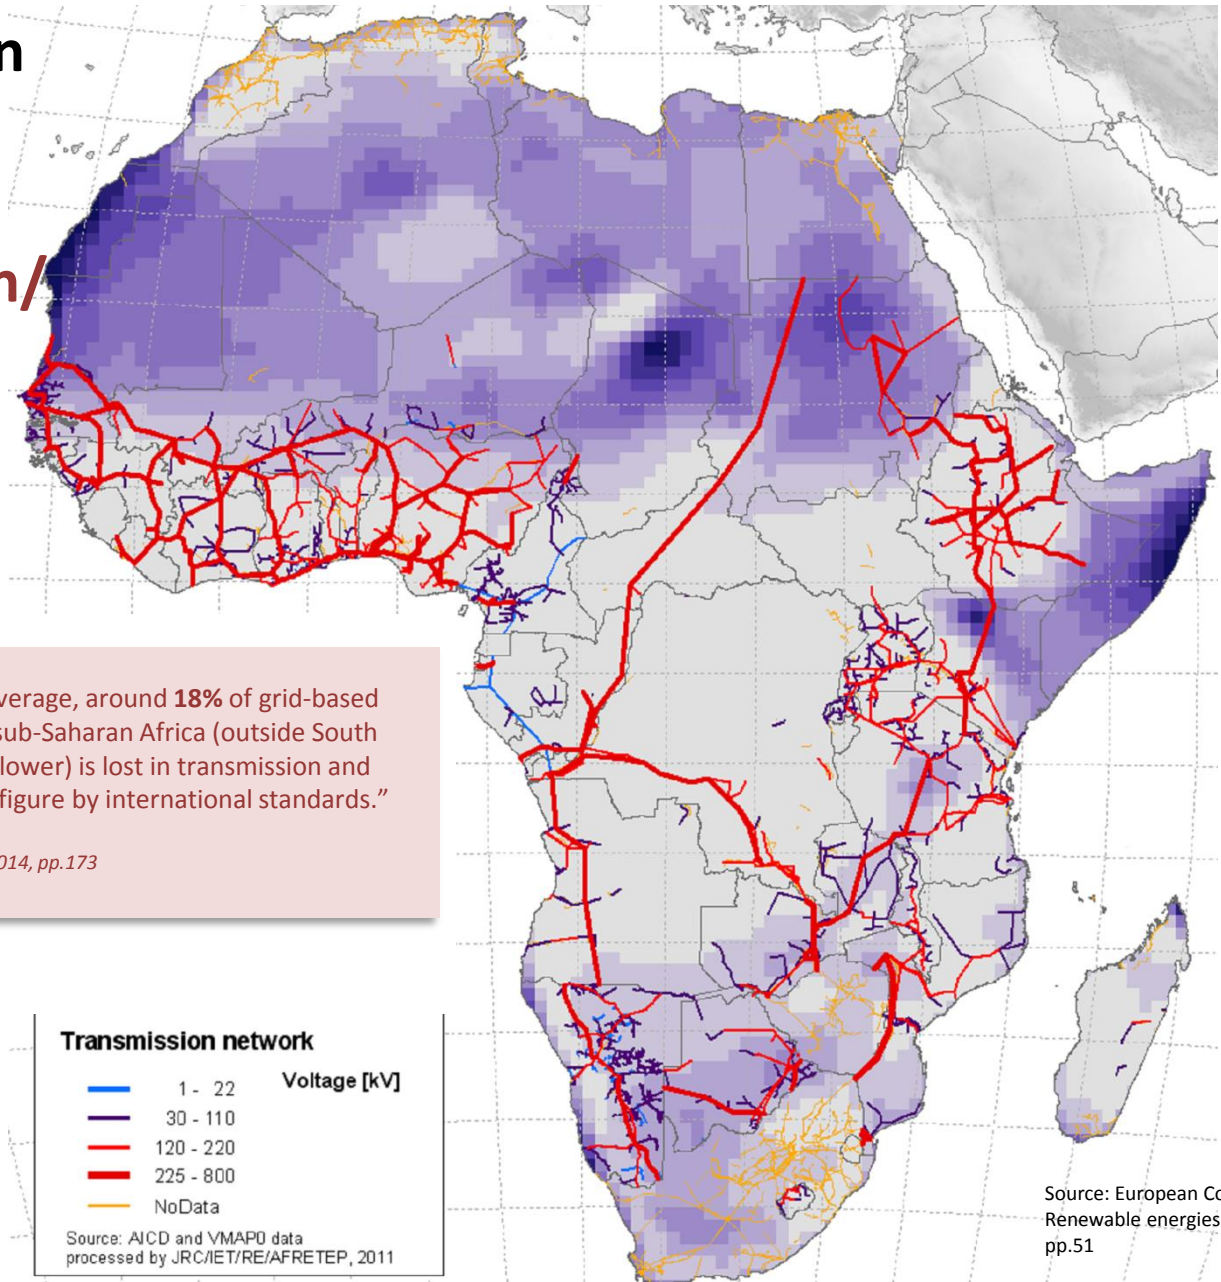 n
n/
verage, around 18% of grid-based
sub-Saharan Africa (outside South
lower) is lost in transmission and
figure by international standards.”
014, pp.173
Transmission network
Voltage [kV]
1 - 22
30 - 110
120 - 220
225 - 800
NoData
Source: AICD and VMAP0 data
processed by JRC/IET/RE/AFRETEP, 2011
Source: European Co
Renewable energies
pp.51